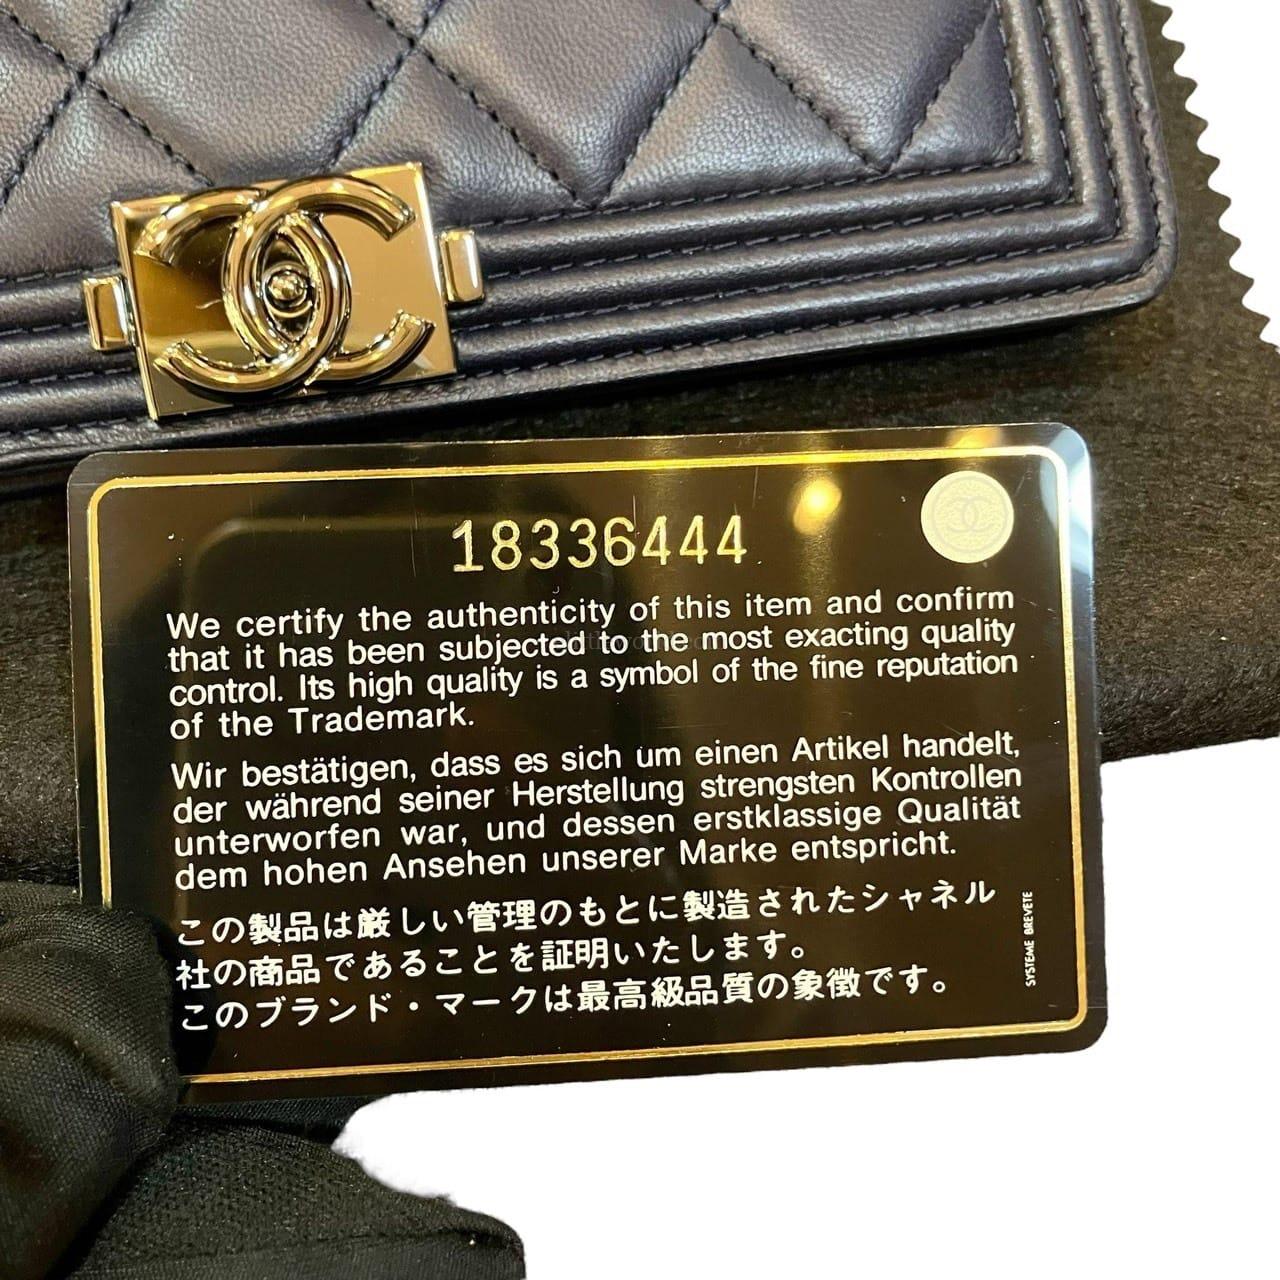 18336444
We certify the authenticity of this item and confirm
that it has been subjected to the most exacting quality
control. Its high quality is a symbol of the fine reputation
of the Trademark.
Wir bestätigen, dass es sich um einen Artikel handelt,
der während seiner Herstellung strengsten Kontrollen
unterworfen war, und dessen erstklassige Qualität
dem hohen Ansehen unserer Marke entspricht.
この製品は厳しい管理のもとに製造されたシャネル
社の商品であることを証明いたします。
このブランド・マークは最高級品質の象徴です。
SYSTEME BREVETE